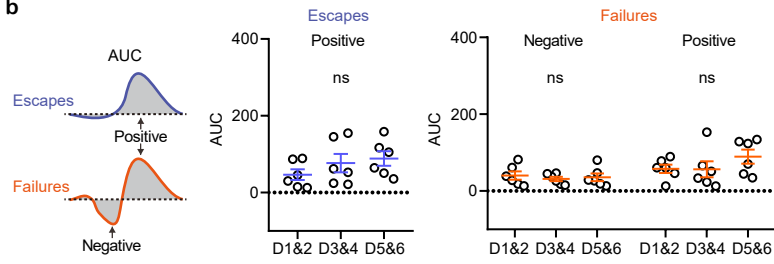 b
AUC
Escapes
Positive
Failures
Negative
Escapes
Positive
ns
AUC
400
200
0
D1&2 D3&4 D5&6
Failures
Negative Positive
ns ns
AUC
400
200
0
D1&2 D3&4 D5&6 D1&2 D3&4 D5&6